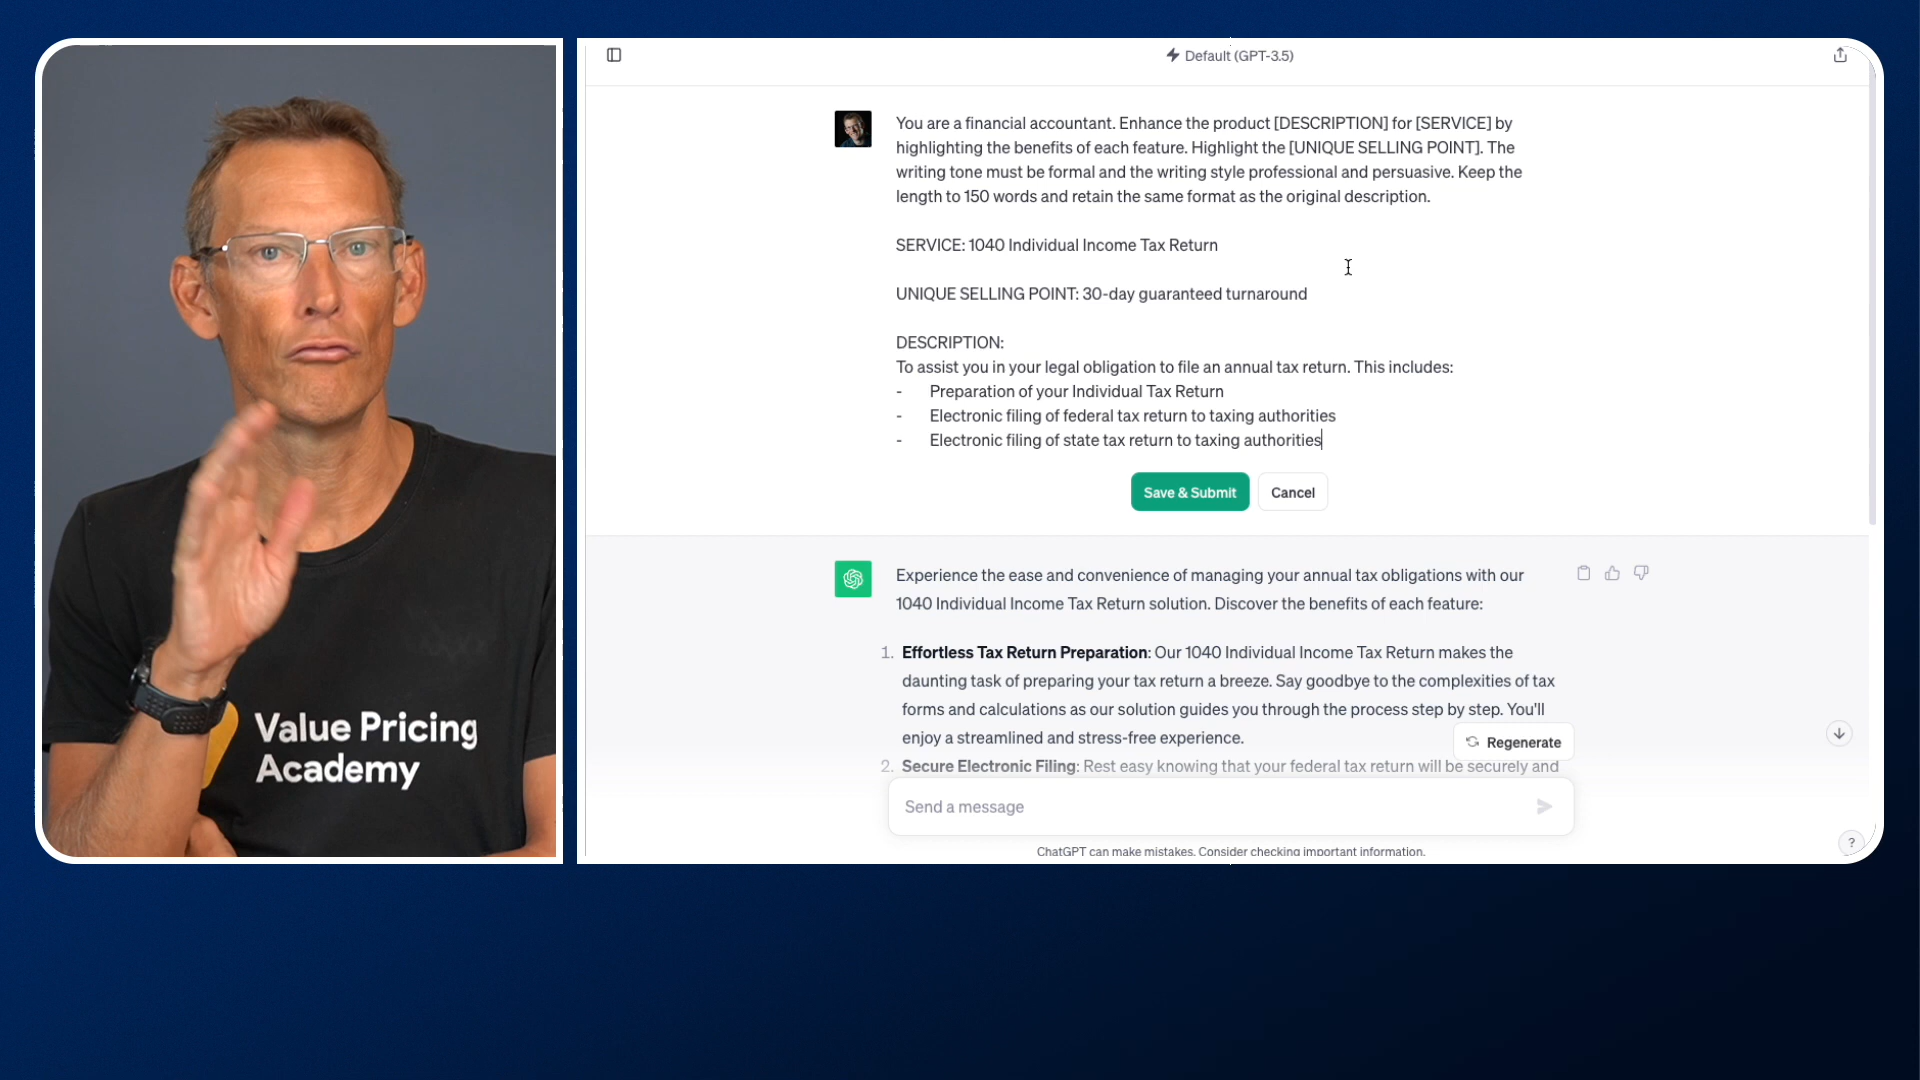 Value Pricing
Academy
Default (GPT-3.5)
You are a financial accountant. Enhance the product [DESCRIPTION] for [SERVICE] by
highlighting the benefits of each feature. Highlight the [UNIQUE SELLING POINT]. The
writing tone must be formal and the writing style professional and persuasive. Keep the
length to 150 words and retain the same format as the original description.
SERVICE: 1040 Individual Income Tax Return
UNIQUE SELLING POINT: 30-day guaranteed turnaround
DESCRIPTION:
To assist you in your legal obligation to file an annual tax return. This includes:
- Preparation of your Individual Tax Return
- Electronic filing of federal tax return to taxing authorities
- Electronic filing of state tax return to taxing authorities
Save & Submit
Cancel
Experience the ease and convenience of managing your annual tax obligations with our
1040 Individual Income Tax Return solution. Discover the benefits of each feature:
1. Effortless Tax Return Preparation: Our 1040 Individual Income Tax Return makes the
daunting task of preparing your tax return a breeze. Say goodbye to the complexities of tax
forms and calculations as our solution guides you through the process step by step. You'll
enjoy a streamlined and stress-free experience.
Regenerate
2. Secure Electronic Filing: Rest easy knowing that your federal tax return will be securely and
Send a message
ChatGPT can make mistakes. Consider checking important information.
?